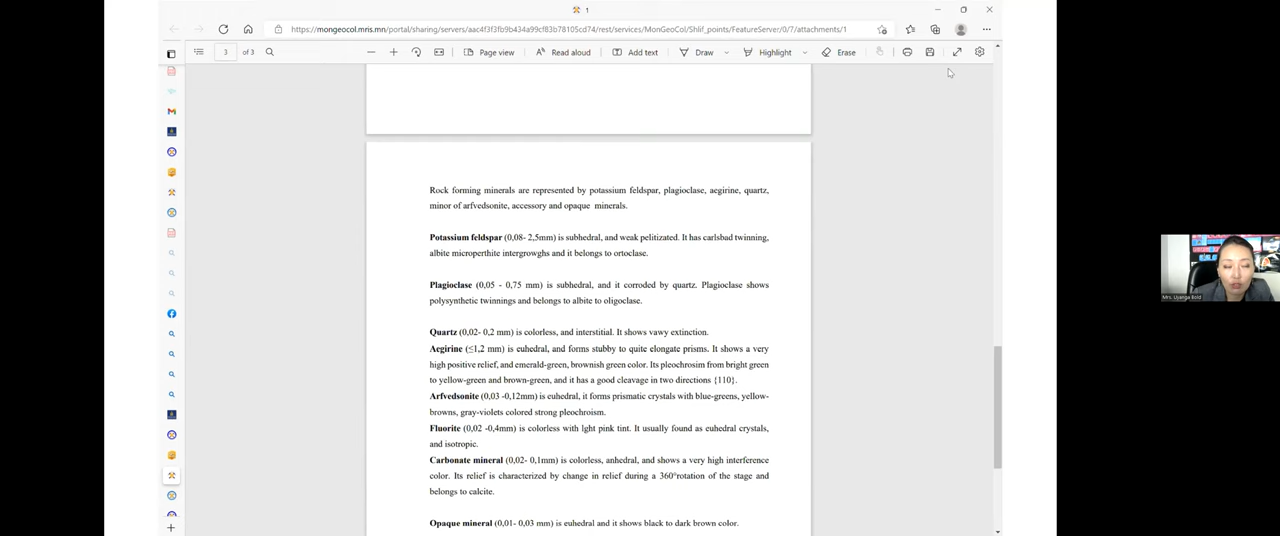 1
https://mongeocol.mris.mn/portal/sharing/servers/aac4f3f3fb9b434a99cf83b78105cd74/rest/services/MonGeoCol/Shlif_points/FeatureServer/0/7/attachments/1
3 of 3 Page view Read aloud Add text Draw Highlight Erase
Rock forming minerals are represented by potassium feldspar, plagioclase, aegirine, quartz,
minor of arfvedsonite, accessory and opaque minerals.
Potassium feldspar (0,08- 2,5mm) is subhedral, and weak pelitizated. It has carlsbad twinning,
albite microperthite intergrowghs and it belongs to ortoclase.
Plagioclase (0,05 - 0,75 mm) is subhedral, and it corroded by quartz. Plagioclase shows
polysynthetic twinnings and belongs to albite to oligoclase.
Quartz (0,02- 0,2 mm) is colorless, and interstitial. It shows vawy extinction.
Aegirine (≤1,2 mm) is euhedral, and forms stubby to quite elongate prisms. It shows a very
high positive relief, and emerald-green, brownish green color. Its pleochrosim from bright green
to yellow-green and brown-green, and it has a good cleavage in two directions {110}.
Arfvedsonite (0,03 -0,12mm) is euhedral, it forms prismatic crystals with blue-greens, yellow-
browns, gray-violets colored strong pleochroism.
Fluorite (0,02 -0,4mm) is colorless with lght pink tint. It usually found as euhedral crystals,
and isotropic.
Carbonate mineral (0,02- 0,1mm) is colorless, anhedral, and shows a very high interference
color. Its relief is characterized by change in relief during a 360°rotation of the stage and
belongs to calcite.
Opaque mineral (0,01- 0,03 mm) is euhedral and it shows black to dark brown color.
Mrs. Ujanga Bold